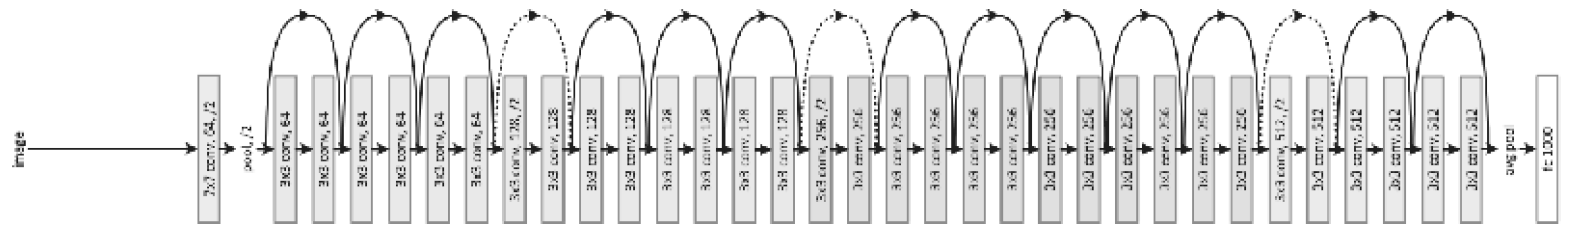 image
7x7 conv, 64, /2
pool, /2
3x3 conv, 64
3x3 conv, 64
3x3 conv, 64
3x3 conv, 64
3x3 conv, 64
3x3 conv, 64
3x3 conv, 128, /2
3x3 conv, 128
3x3 conv, 128
3x3 conv, 128
3x3 conv, 128
3x3 conv, 128
3x3 conv, 128
3x3 conv, 128
3x3 conv, 256, /2
3x3 conv, 256
3x3 conv, 256
3x3 conv, 256
3x3 conv, 256
3x3 conv, 256
3x3 conv, 256
3x3 conv, 256
3x3 conv, 256
3x3 conv, 256
3x3 conv, 256
3x3 conv, 256
3x3 conv, 512, /2
3x3 conv, 512
3x3 conv, 512
3x3 conv, 512
3x3 conv, 512
3x3 conv, 512
avg pool
fc 1000